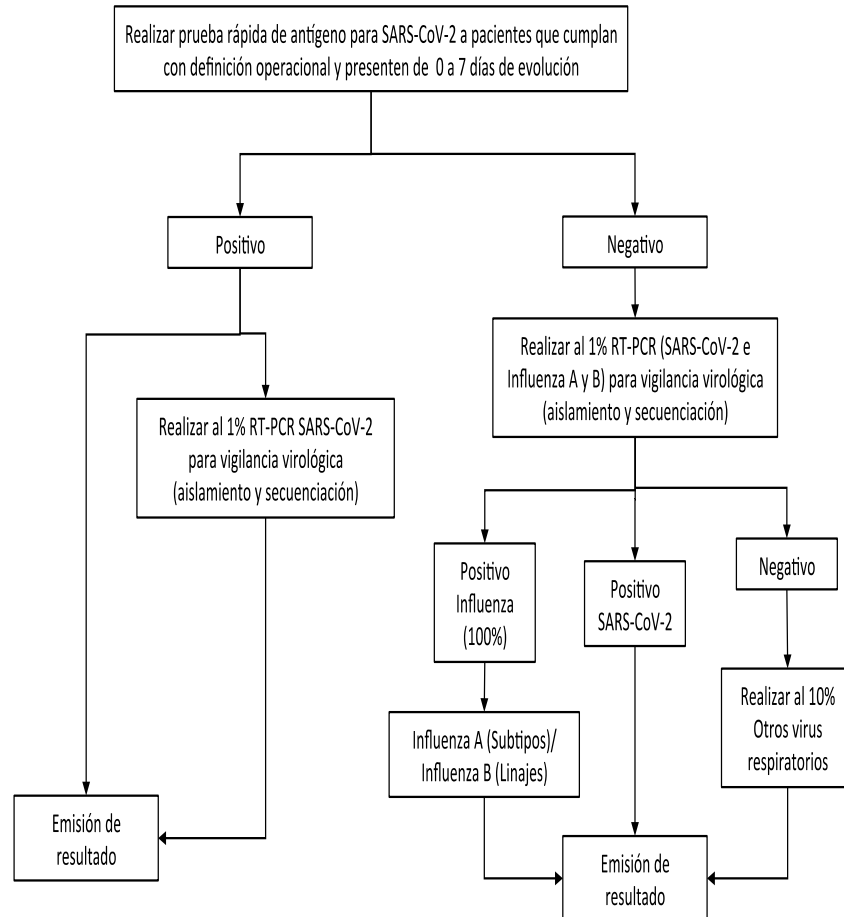 Realizar prueba rápida de antígeno para SARS-CoV-2 a pacientes que cumplan
con definición operacional y presenten de 0 a 7 días de evolución
Positivo
Negativo
Realizar al 1% RT-PCR SARS-CoV-2
para vigilancia virológica
(aislamiento y secuenciación)
Realizar al 1% RT-PCR (SARS-CoV-2 e
Influenza A y B) para vigilancia virológica
(aislamiento y secuenciación)
Positivo
Influenza
(100%)
Positivo
SARS-CoV-2
Negativo
Influenza A (Subtipos)/
Influenza B (Linajes)
Realizar al 10%
Otros virus
respiratorios
Emisión de
resultado
Emisión de
resultado